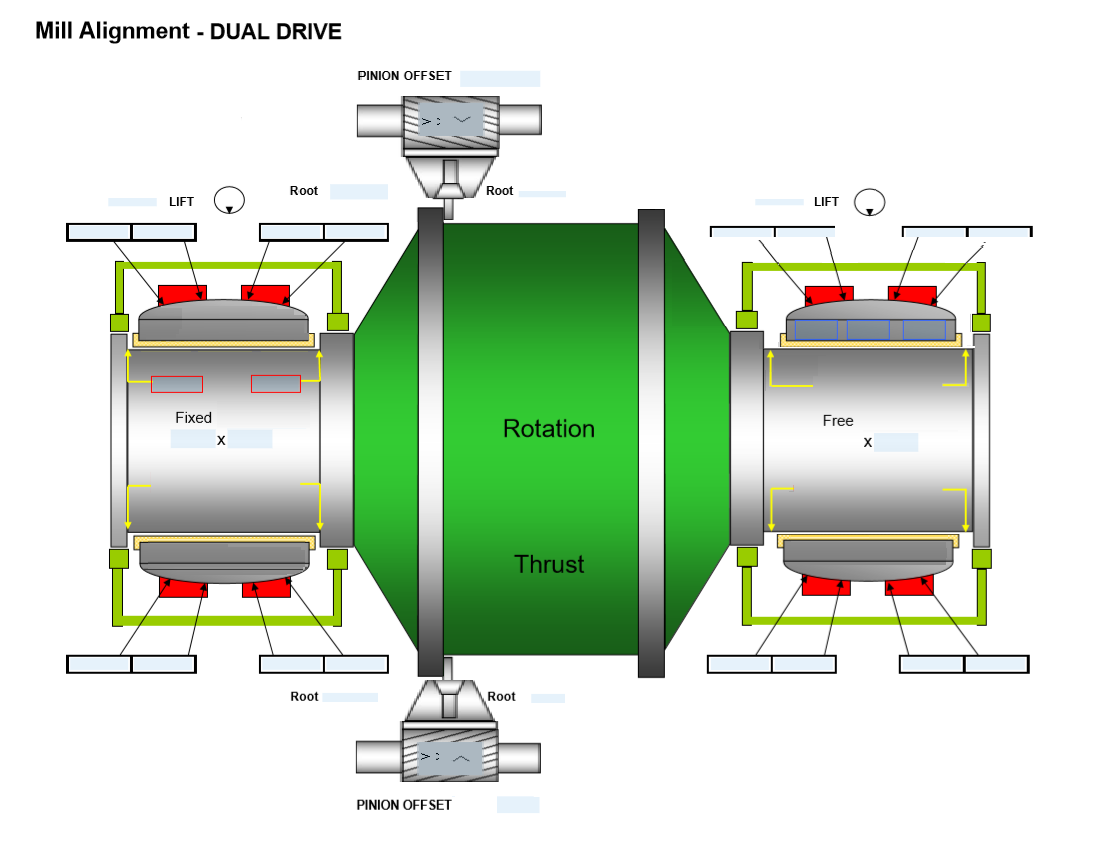 Mill Alignment - DUAL DRIVE
PINION OFFSET
LIFT
Root
Root
LIFT
Fixed
x
Rotation
Free
x
Thrust
Root
Root
PINION OFFSET